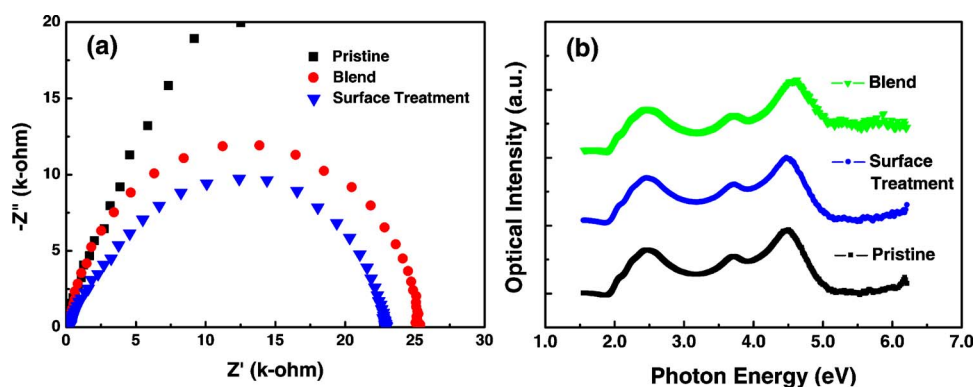 (a)
-Z'' (k-ohm)
20
15
10
5
0
Pristine
Blend
Surface Treatment
0 5 10 15 20 25 30
Z' (k-ohm)
(b)
Optical Intensity (a.u.)
Blend
Surface
Treatment
Pristine
1.0 2.0 3.0 4.0 5.0 6.0 7.0
Photon Energy (eV)